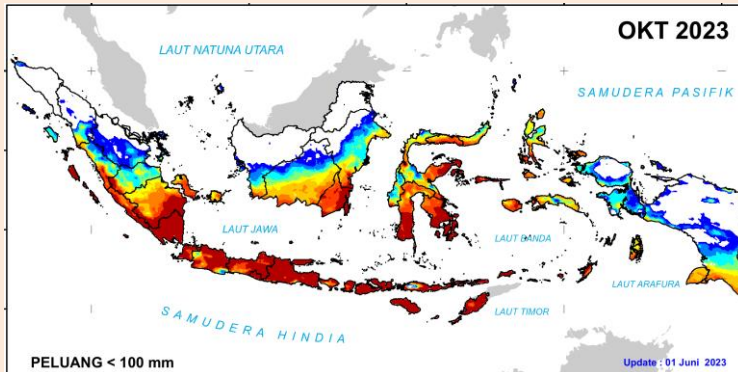 OKT 2023
LAUT NATUNA UTARA
SAMUDERA PASIFIK
LAUT JAWA
LAUT BANDA
LAUT ARAFURA
LAUT TIMOR
SAMUDERA HINDIA
PELUANG < 100 mm
Update : 01 Juni 2023